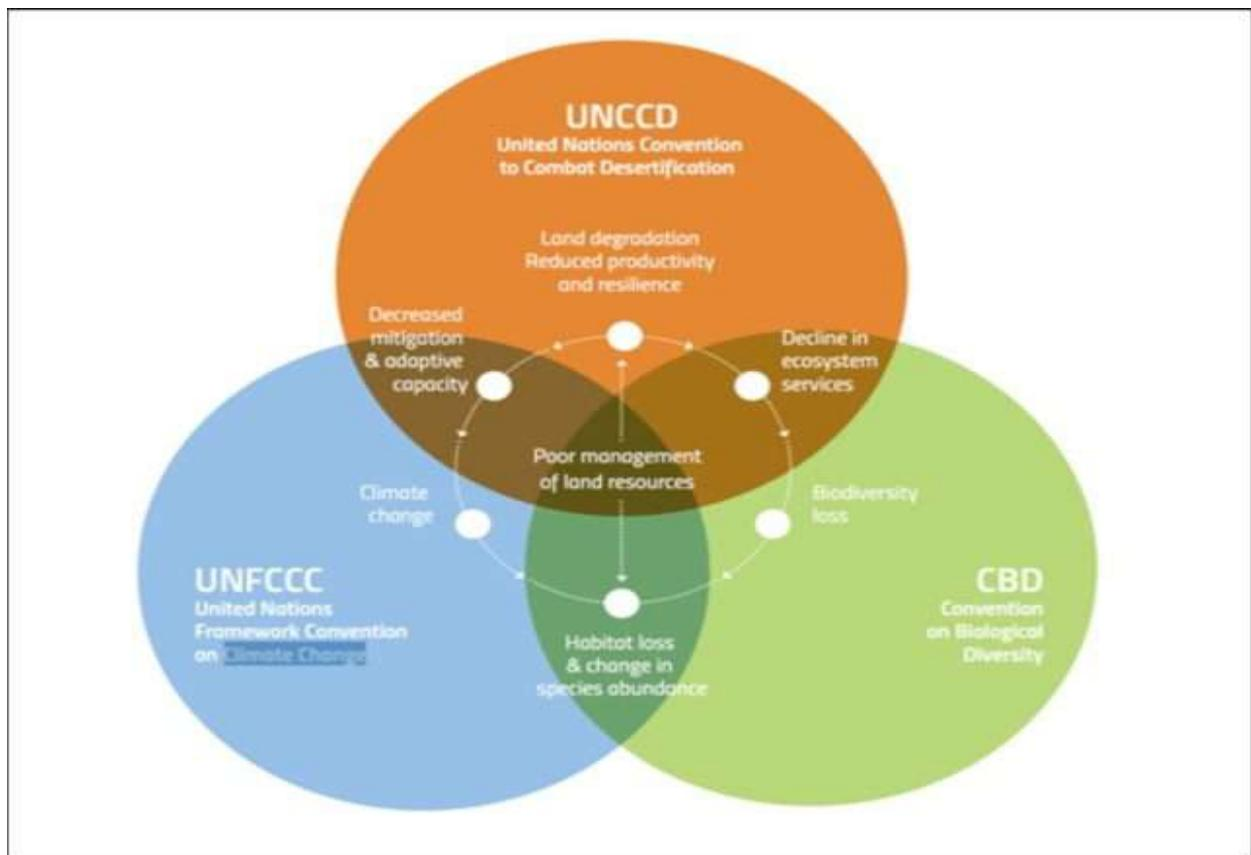 UNCCD
United Nations Convention
to Combat Desertification
Land degradation
Reduced productivity
and resilience
Decreased
mitigation
& adaptive
capacity
Decline in
ecosystem
services
Poor management
of land resources
Climate
change
Biodiversity
loss
UNFCCC
United Nations
Framework Convention
on Climate Change
CBD
Convention
on Biological
Diversity
Habitat loss
& change in
species abundance